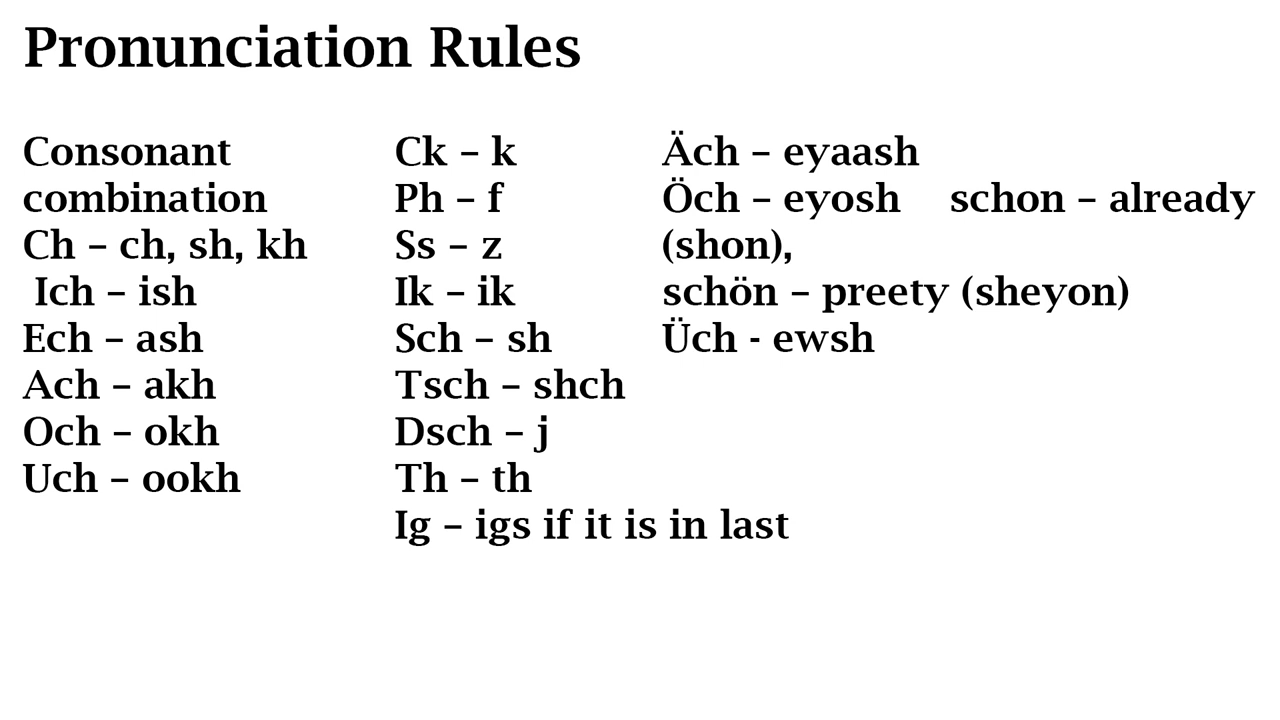 Pronunciation Rules
Consonant
combination
Ch – ch, sh, kh
Ich – ish
Ech – ash
Ach – akh
Och – okh
Uch – ookh
Ck – k
Ph – f
Ss – z
Ik – ik
Sch – sh
Tsch – shch
Dsch – j
Th – th
Ig – igs if it is in last
Äch – eyaash
Öch – eyosh schon – already
(shon),
schön – preety (sheyon)
Üch - ewsh